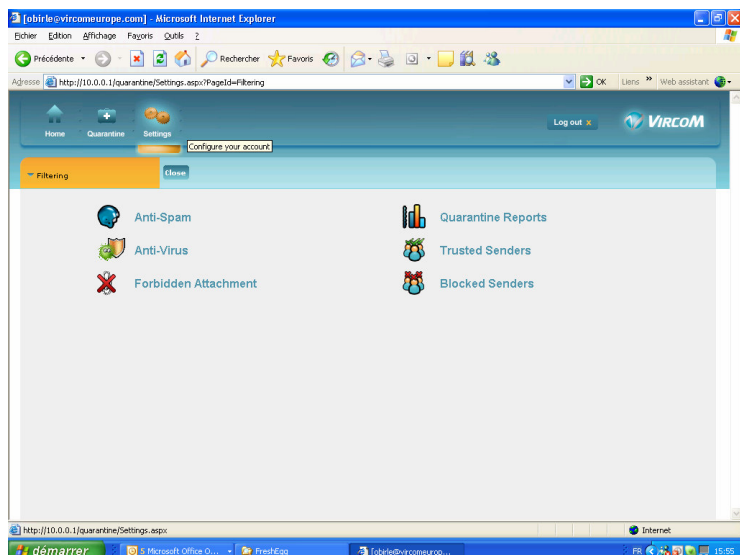 [obirle@vircomeurope.com] - Microsoft Internet Explorer
Fichier Edition Affichage Favoris Outils ?
Précédente Rechercher Favoris
Adresse http://10.0.0.1/quarantine/Settings.aspx?PageId=Filtering OK Liens » Web assistant
Home Quarantine Settings Log out x VIRCOM
Configure your account
Filtering Close
Anti-Spam Quarantine Reports
Anti-Virus Trusted Senders
Forbidden Attachment Blocked Senders
http://10.0.0.1/quarantine/Settings.aspx Internet
démarrer 5 Microsoft Office O... FreshEgg [obirle@vircomeurop... FR 15:55